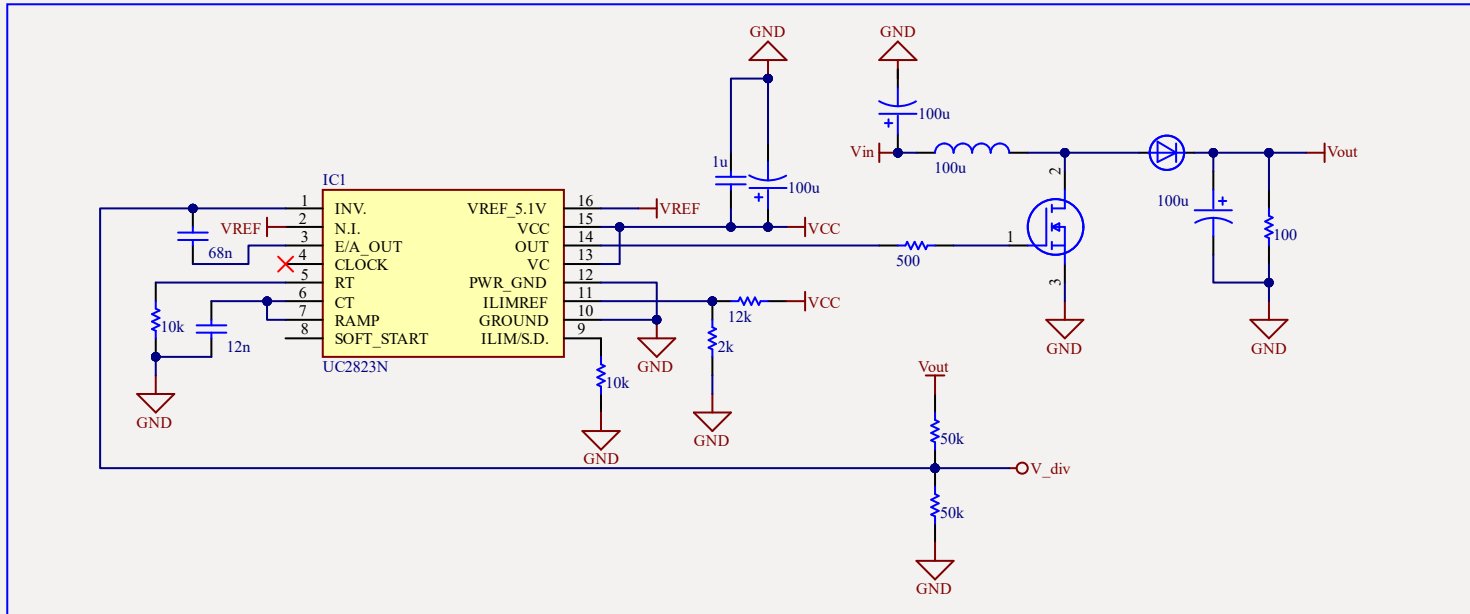 GND
GND
100u
Vin
100u
Vout
1u
100u
2
100u
100
1
3
GND
GND
IC1
1 INV. VREF_5.1V 16 VREF
VREF 2 N.I. VCC 15 VCC
3 E/A_OUT OUT 14
68n
500
4 CLOCK VC 13
5 RT PWR_GND 12
6 CT ILIMREF 11 VCC
12k
7 RAMP GROUND 10
10k
12n
8 SOFT_START ILIM/S.D. 9
2k
UC2823N
GND
10k
GND
GND
GND
Vout
50k
V_div
50k
GND